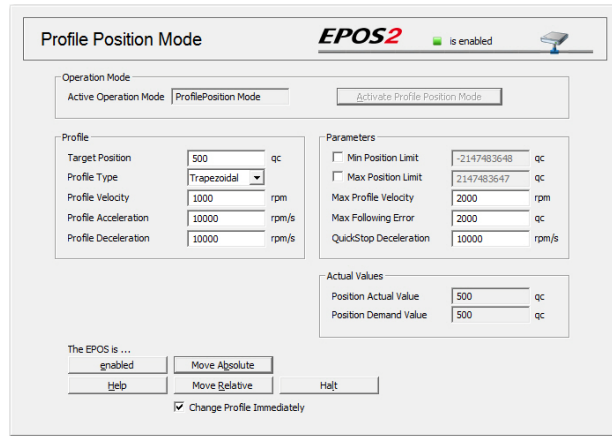 Profile Position Mode
EPOS2
is enabled
Operation Mode
Active Operation Mode ProfilePosition Mode Activate Profile Position Mode
Profile
Target Position 500 qc
Profile Type Trapezoidal
Profile Velocity 1000 rpm
Profile Acceleration 10000 rpm/s
Profile Deceleration 10000 rpm/s
Parameters
Min Position Limit -2147483648 qc
Max Position Limit 2147483647 qc
Max Profile Velocity 2000 rpm
Max Following Error 2000 qc
QuickStop Deceleration 10000 rpm/s
Actual Values
Position Actual Value 500 qc
Position Demand Value 500 qc
The EPOS is ...
enabled Move Absolute
Help Move Relative Halt
Change Profile Immediately